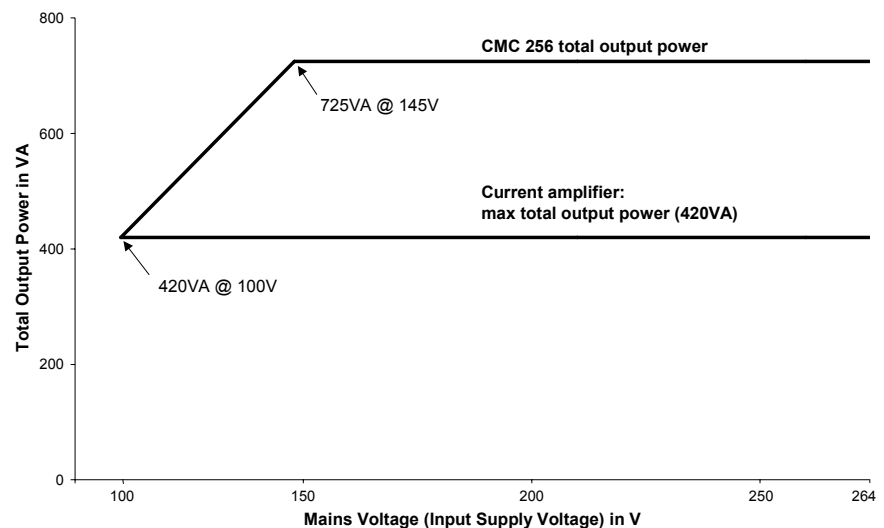 800
CMC 256 total output power
725VA @ 145V
600
Total Output Power in VA
Current amplifier:
max total output power (420VA)
400
420VA @ 100V
200
0
100
150
200
250
264
Mains Voltage (Input Supply Voltage) in V